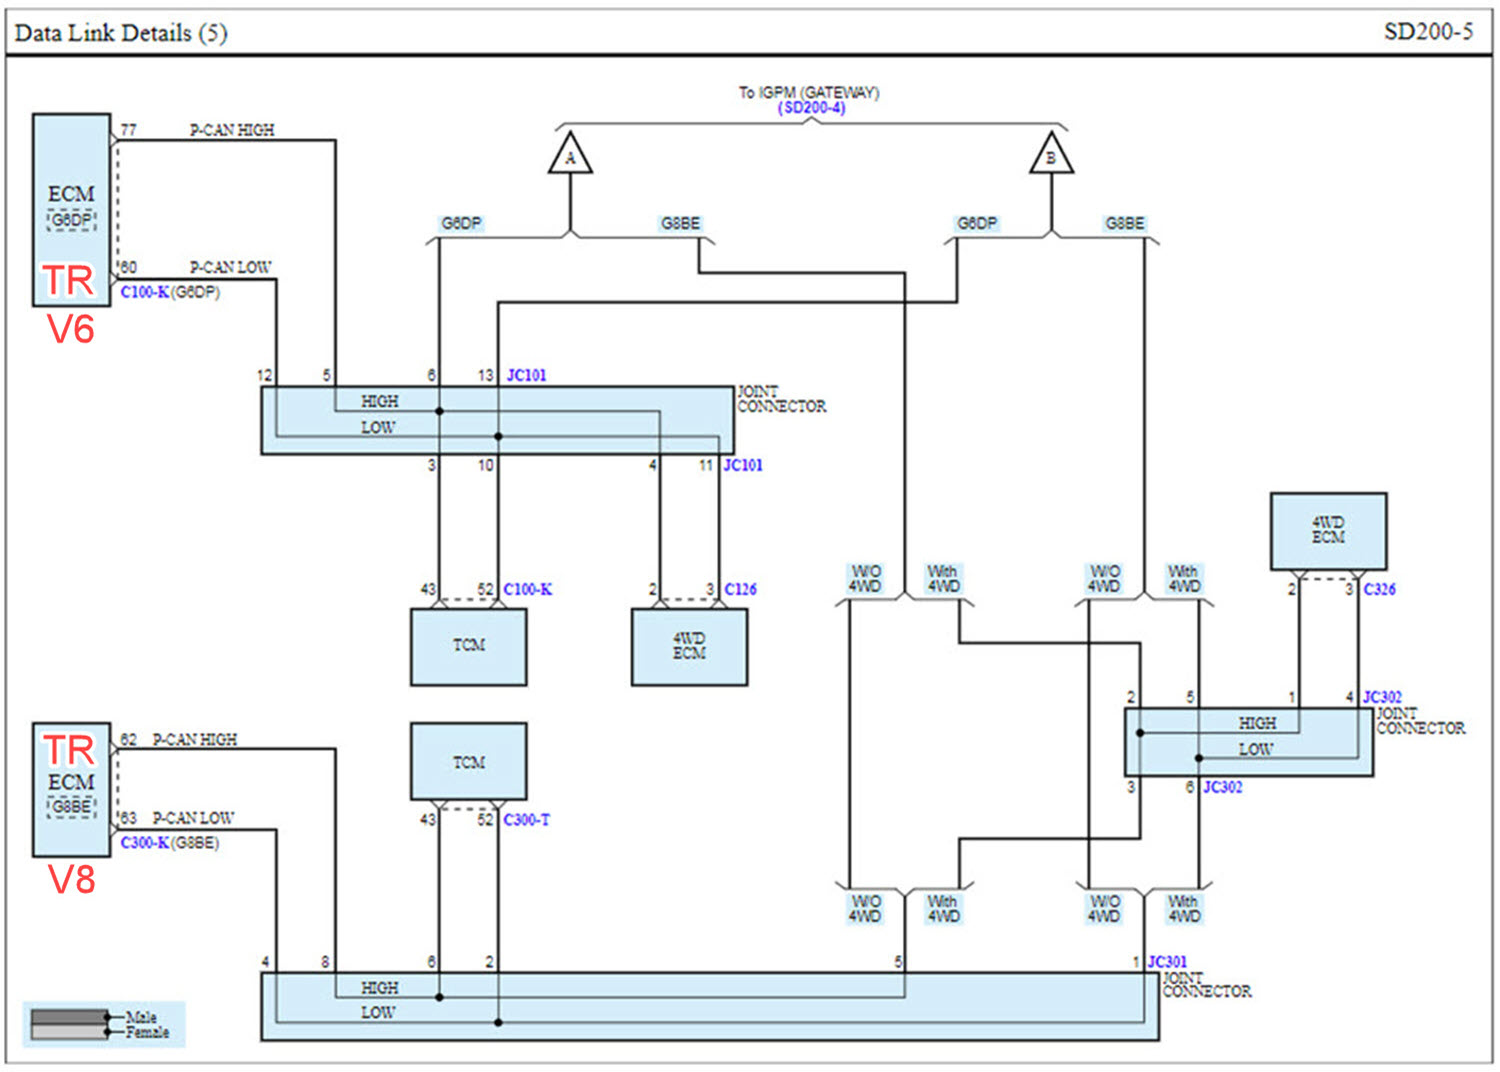 Data Link Details (5)
SD200-5
To IGPM (GATEWAY)
(SD200-4)
A
B
77
P-CAN HIGH
ECM
G6DP
TR
60
P-CAN LOW
C100-K(G6DP)
V6
G6DP
G8BE
G6DP
G8BE
12
5
6
13
JC101
HIGH
LOW
JOINT
CONNECTOR
3
10
4
11
JC101
43
52
C100-K
2
3
C126
TCM
4WD
ECM
W/O
4WD
With
4WD
W/O
4WD
With
4WD
4WD
ECM
2
3
C326
2
5
1
4
JC302
HIGH
LOW
JOINT
CONNECTOR
3
6
JC302
TR
ECM
G8BE
62
P-CAN HIGH
63
P-CAN LOW
C300-K(G8BE)
V8
TCM
43
52
C300-T
W/O
4WD
With
4WD
W/O
4WD
With
4WD
4
8
6
2
5
1
JC301
HIGH
LOW
JOINT
CONNECTOR
Male
Female